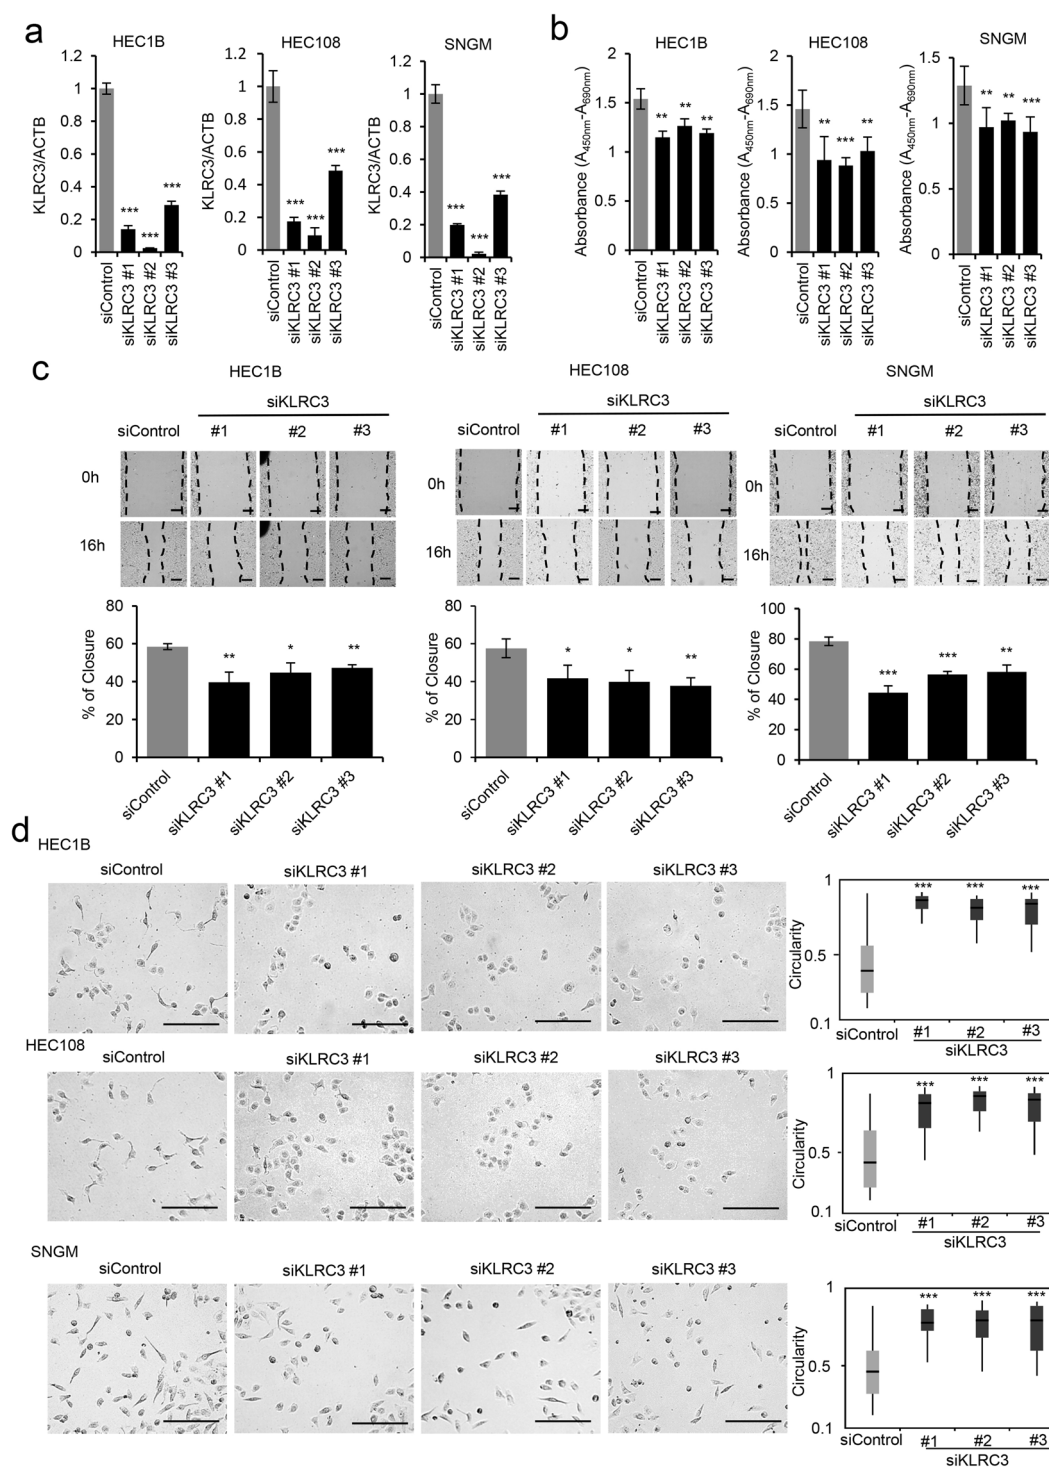 a
HEC1B
HEC108
SNGM
KLRC3/ACTB
1.2
1
0.8
0.6
0.4
0.2
0
***
***
***
siControl
siKLRC3 #1
siKLRC3 #2
siKLRC3 #3
KLRC3/ACTB
1.2
1
0.8
0.6
0.4
0.2
0
***
***
***
siControl
siKLRC3 #1
siKLRC3 #2
siKLRC3 #3
KLRC3/ACTB
1.2
1
0.8
0.6
0.4
0.2
0
***
***
***
siControl
siKLRC3 #1
siKLRC3 #2
siKLRC3 #3
b
HEC1B
HEC108
SNGM
Absorbance (A450nm-A690nm)
2
1.5
1
0.5
0
**
**
**
siControl
siKLRC3 #1
siKLRC3 #2
siKLRC3 #3
Absorbance (A450nm-A690nm)
2
1.5
1
0.5
0
**
***
**
siControl
siKLRC3 #1
siKLRC3 #2
siKLRC3 #3
Absorbance (A450nm-A690nm)
1.5
1
0.5
0
**
**
***
siControl
siKLRC3 #1
siKLRC3 #2
siKLRC3 #3
c
HEC1B
siKLRC3
siControl #1 #2 #3
0h
16h
% of Closure
80
60
40
20
0
**
*
**
siControl
siKLRC3 #1
siKLRC3 #2
siKLRC3 #3
HEC108
siKLRC3
siControl #1 #2 #3
0h
16h
% of Closure
80
60
40
20
0
*
*
**
siControl
siKLRC3 #1
siKLRC3 #2
siKLRC3 #3
SNGM
siKLRC3
siControl #1 #2 #3
0h
16h
% of Closure
100
80
60
40
20
0
***
***
**
siControl
siKLRC3 #1
siKLRC3 #2
siKLRC3 #3
d
HEC1B
siControl siKLRC3 #1 siKLRC3 #2 siKLRC3 #3
Circularity
1
0.5
0.1
*** *** ***
siControl #1 #2 #3
siKLRC3
HEC108
siControl siKLRC3 #1 siKLRC3 #2 siKLRC3 #3
Circularity
1
0.5
0.1
*** *** ***
siControl #1 #2 #3
siKLRC3
SNGM
siControl siKLRC3 #1 siKLRC3 #2 siKLRC3 #3
Circularity
1
0.5
0.1
*** *** ***
siControl #1 #2 #3
siKLRC3